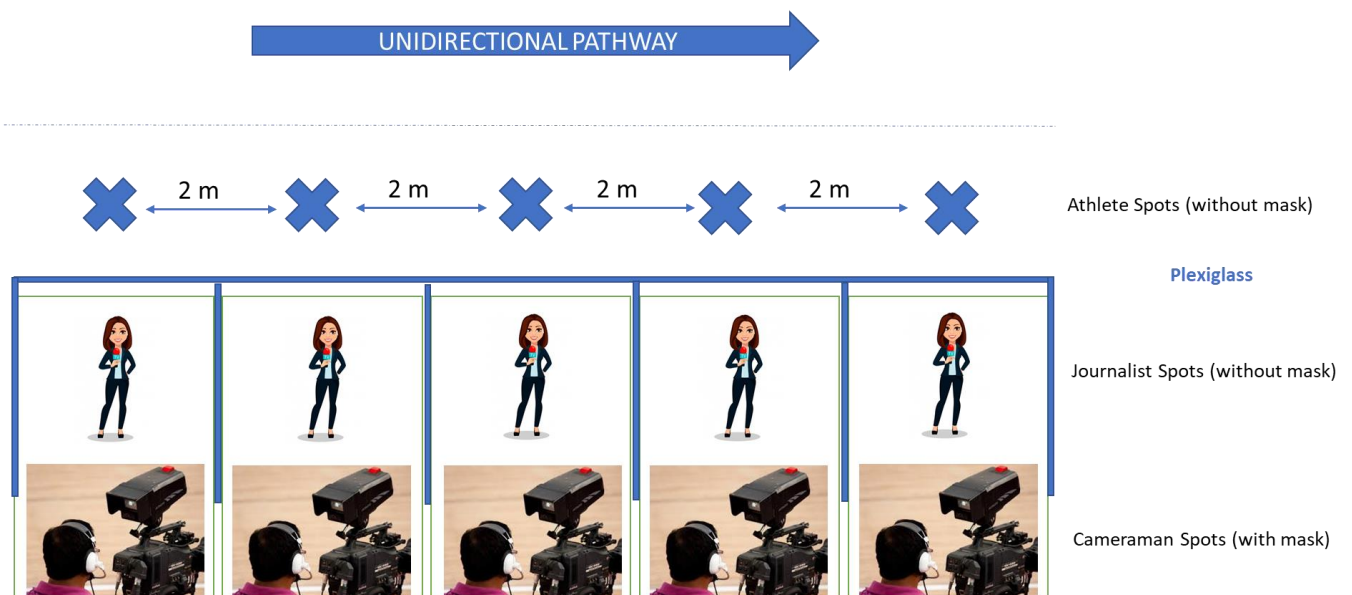 UNIDIRECTIONAL PATHWAY
2 m
2 m
2 m
2 m
Athlete Spots (without mask)
Plexiglass
Journalist Spots (without mask)
Cameraman Spots (with mask)